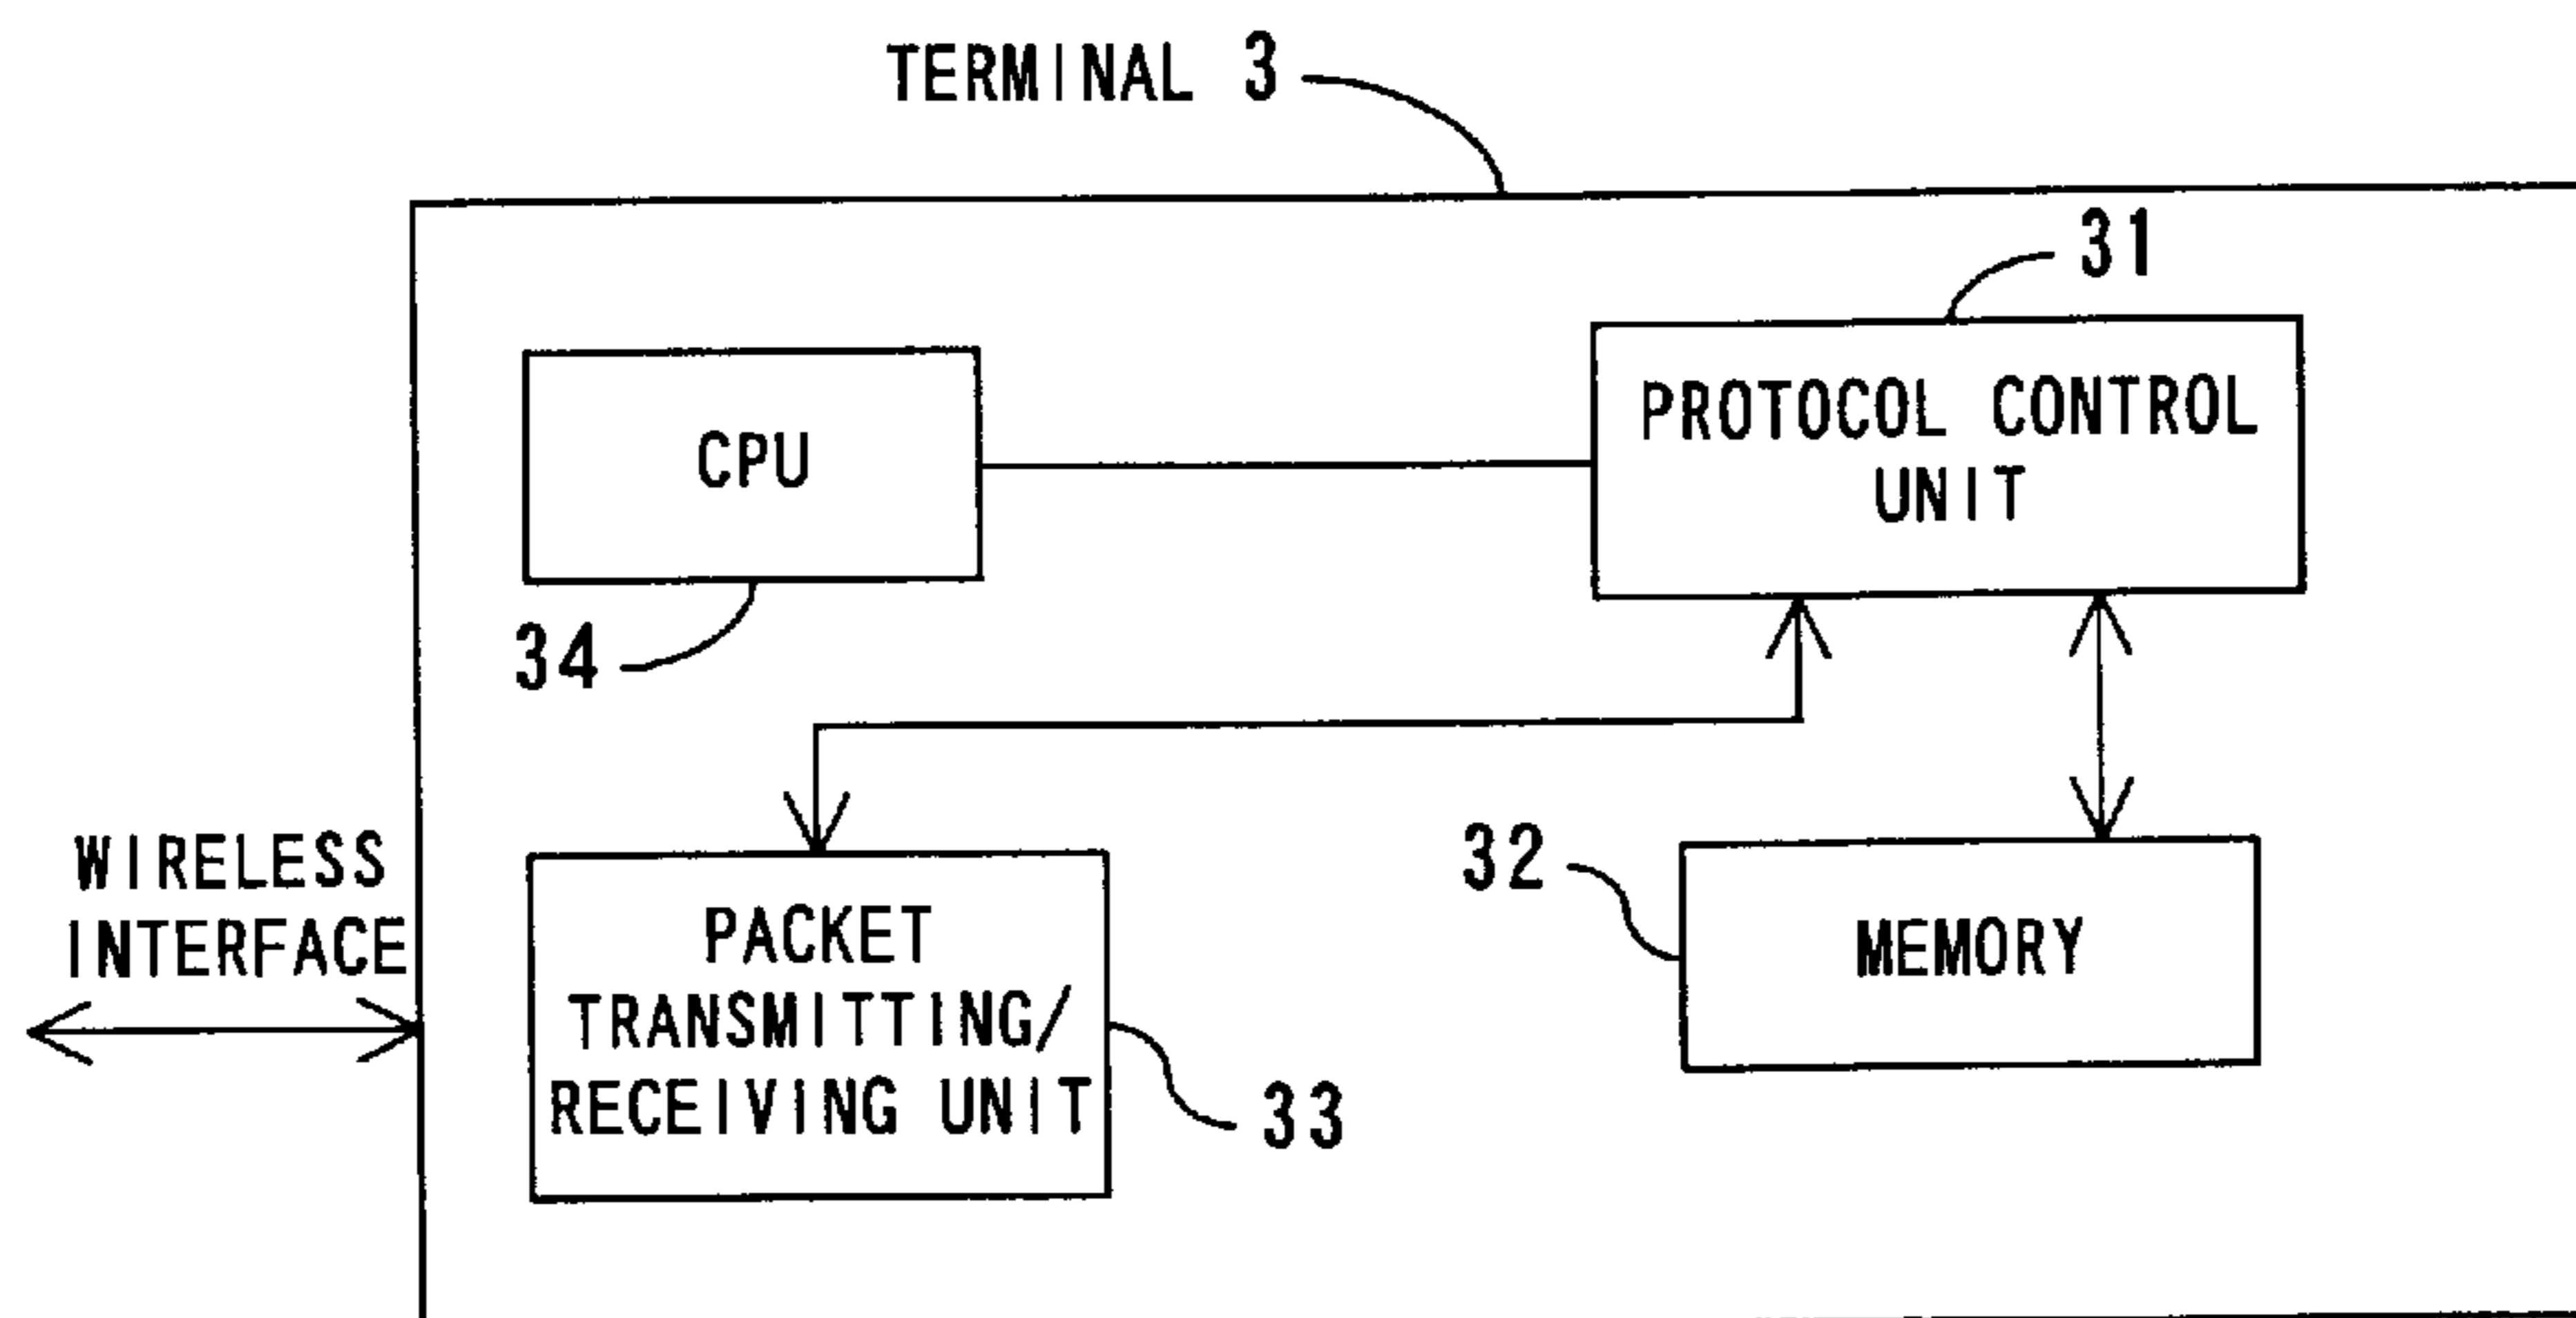 TERMINAL 3
31
CPU
PROTOCOL CONTROL
UNIT
34
WIRELESS
INTERFACE
PACKET
TRANSMITTING/
RECEIVING UNIT
32
MEMORY
33